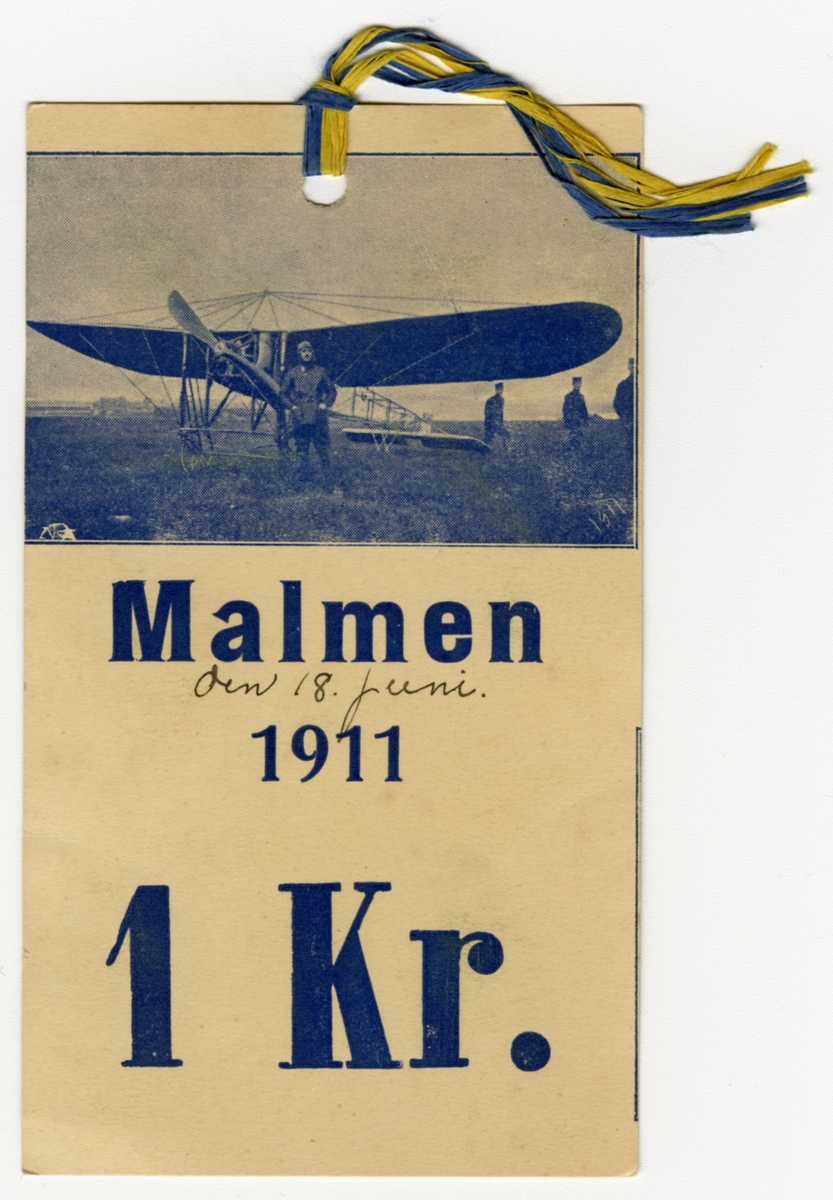 Malmen
den 18. juni.
1911
1 Kr.